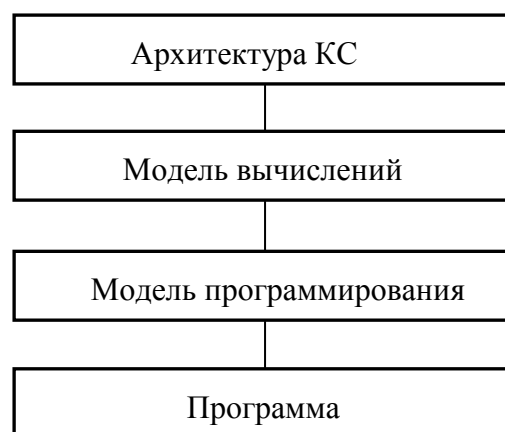 Архитектура КС
Модель вычислений
Модель программирования
Программа